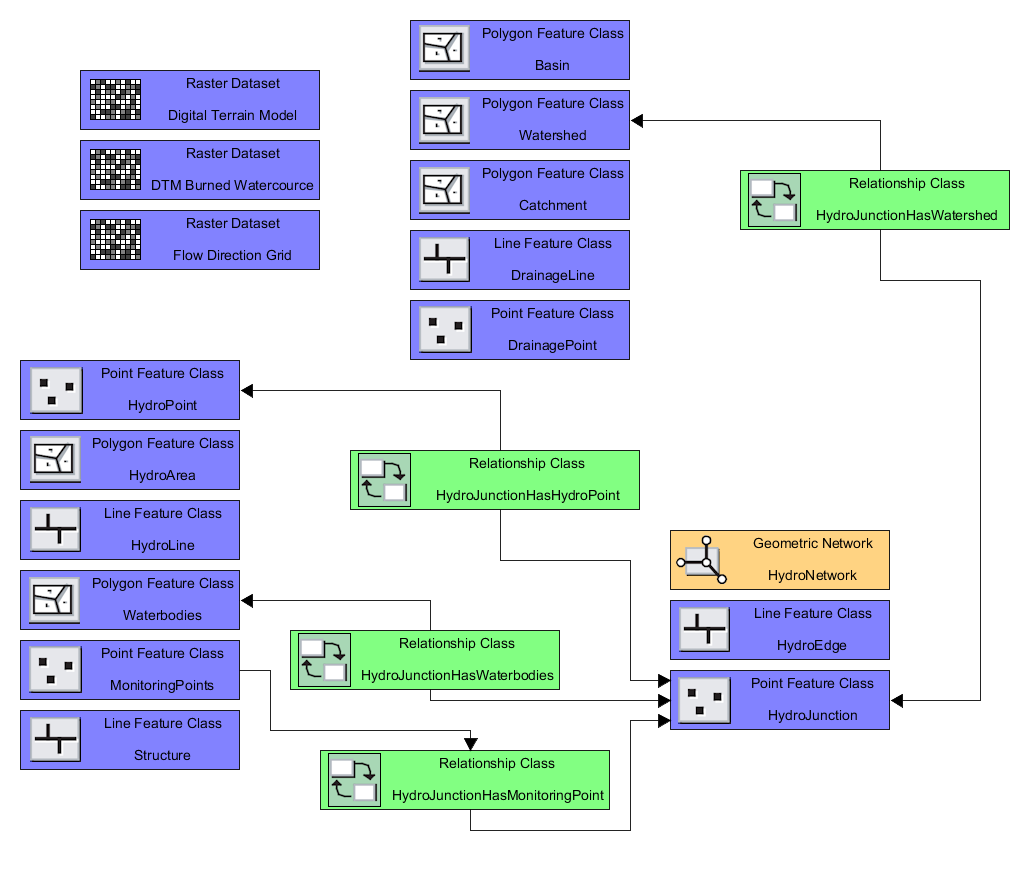 Raster Dataset
Digital Terrain Model
Raster Dataset
DTM Burned Watercource
Raster Dataset
Flow Direction Grid
Polygon Feature Class
Basin
Polygon Feature Class
Watershed
Polygon Feature Class
Catchment
Line Feature Class
DrainageLine
Point Feature Class
DrainagePoint
Relationship Class
HydroJunctionHasWatershed
Point Feature Class
HydroPoint
Polygon Feature Class
HydroArea
Line Feature Class
HydroLine
Polygon Feature Class
Waterbodies
Point Feature Class
MonitoringPoints
Line Feature Class
Structure
Relationship Class
HydroJunctionHasHydroPoint
Relationship Class
HydroJunctionHasWaterbodies
Relationship Class
HydroJunctionHasMonitoringPoint
Geometric Network
HydroNetwork
Line Feature Class
HydroEdge
Point Feature Class
HydroJunction